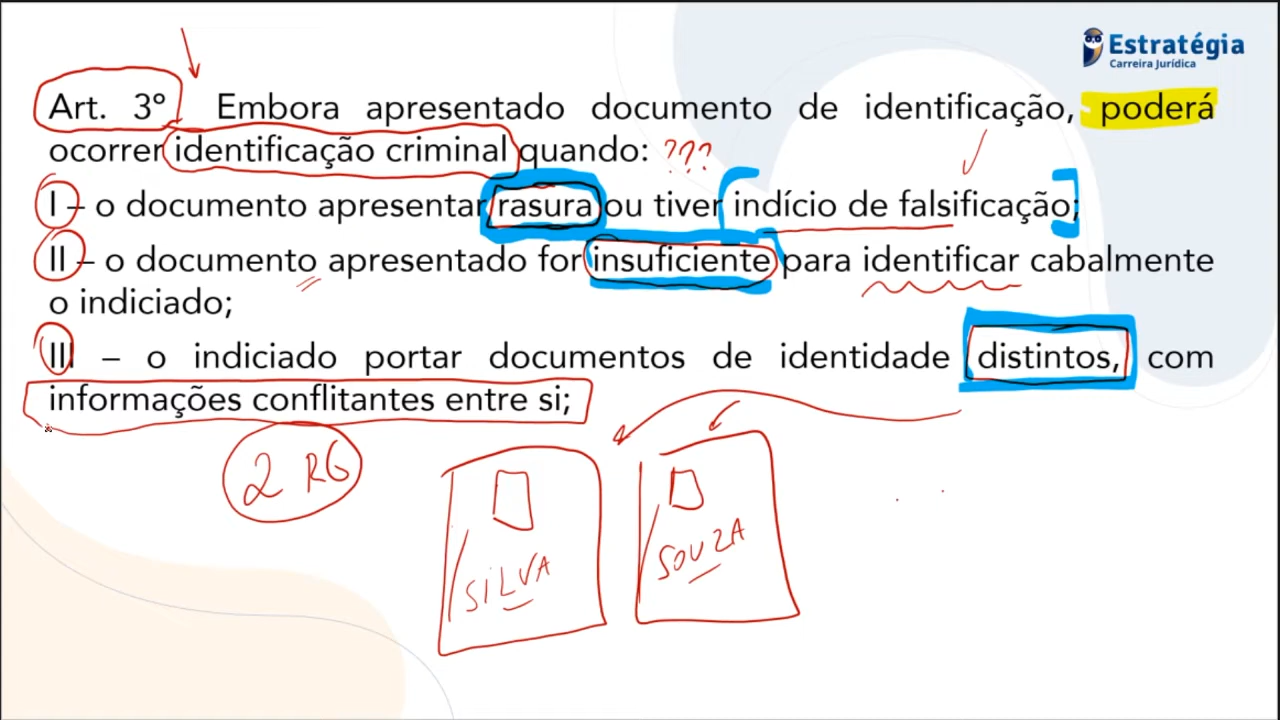 Estratégia
Carreira Jurídica
Art. 3º Embora apresentado documento de identificação, poderá
ocorrer identificação criminal quando: ???
I – o documento apresentar rasura ou tiver indício de falsificação;
II – o documento apresentado for insuficiente para identificar cabalmente
o indiciado;
III – o indiciado portar documentos de identidade distintos, com
informações conflitantes entre si;
2 RG
SILVA
SOUZA